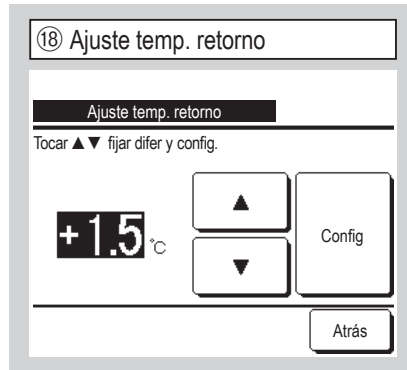 ⑱ Ajuste temp. retorno
Ajuste temp. retorno
Tocar ▲▼ fijar difer y config.
▲
+1.5 °C
Config
▼
Atrás